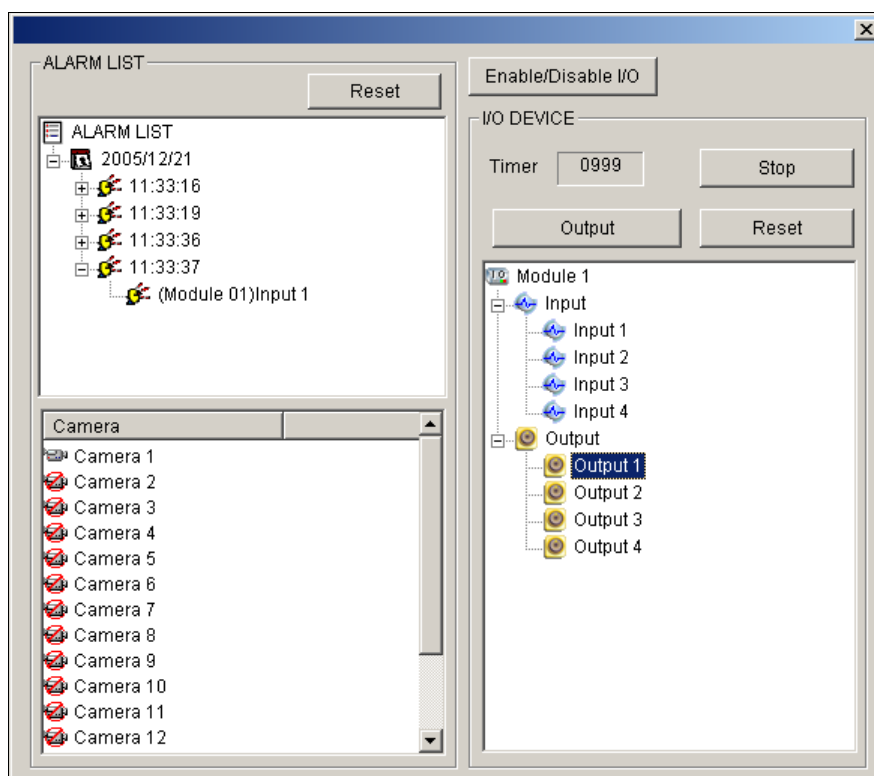 ALARM LIST
Reset
ALARM LIST
2005/12/21
11:33:16
11:33:19
11:33:36
11:33:37
(Module 01)Input 1
Camera
Camera 1
Camera 2
Camera 3
Camera 4
Camera 5
Camera 6
Camera 7
Camera 8
Camera 9
Camera 10
Camera 11
Camera 12
Enable/Disable I/O
I/O DEVICE
Timer 0999 Stop
Output Reset
Module 1
Input
Input 1
Input 2
Input 3
Input 4
Output
Output 1
Output 2
Output 3
Output 4